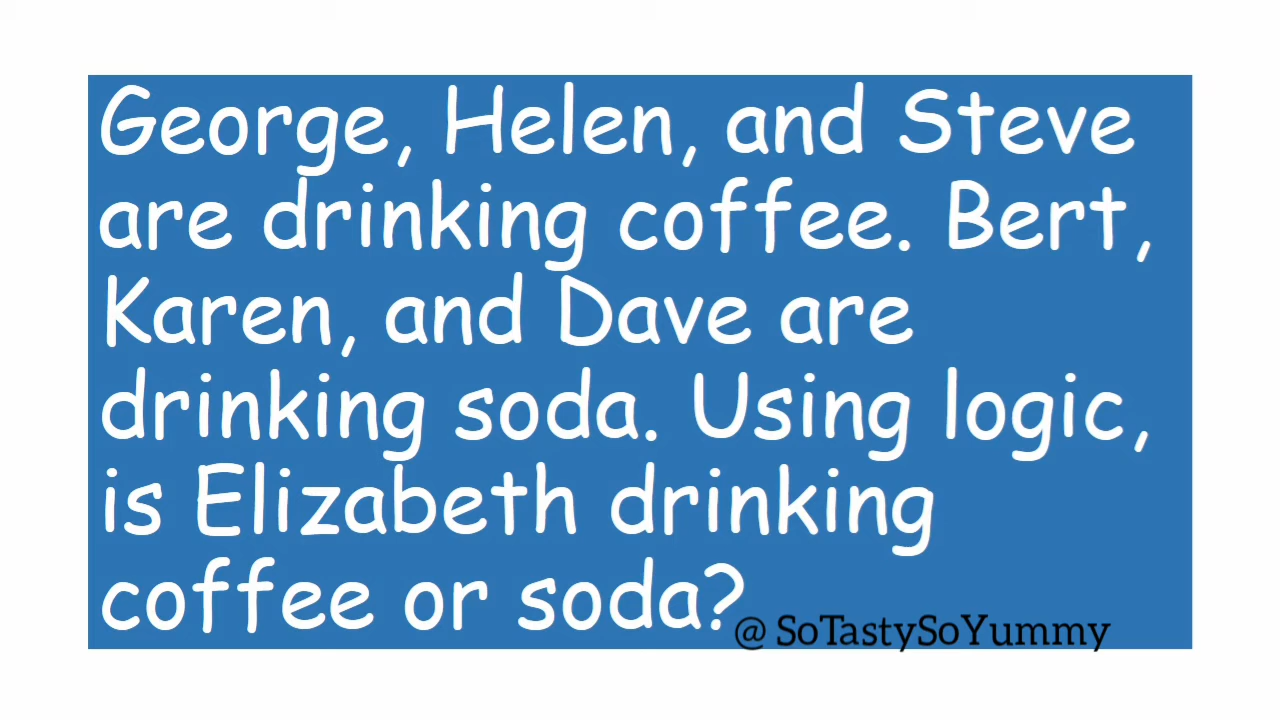 George, Helen, and Steve
are drinking coffee. Bert,
Karen, and Dave are
drinking soda. Using logic,
is Elizabeth drinking
coffee or soda?
@SoTastySoYummy